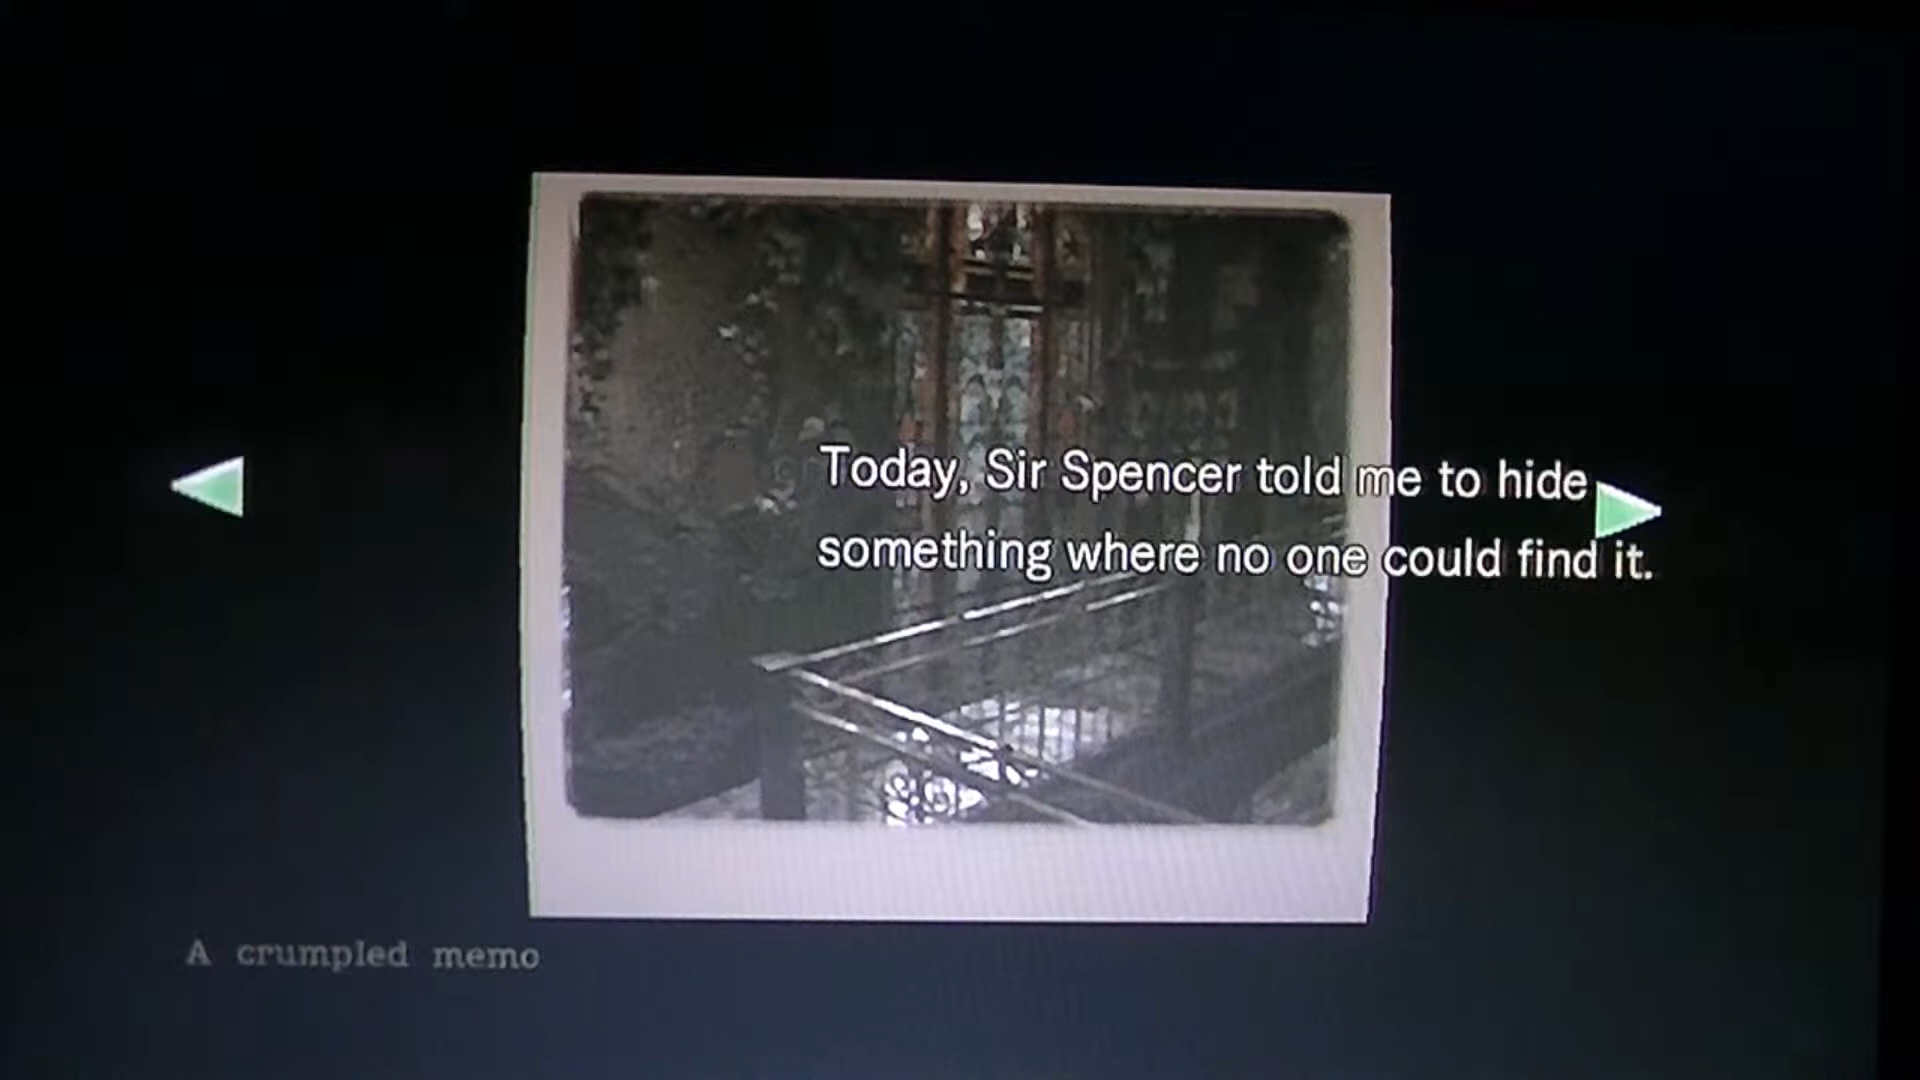 Today, Sir Spencer told me to hide
something where no one could find it.
A crumpled memo